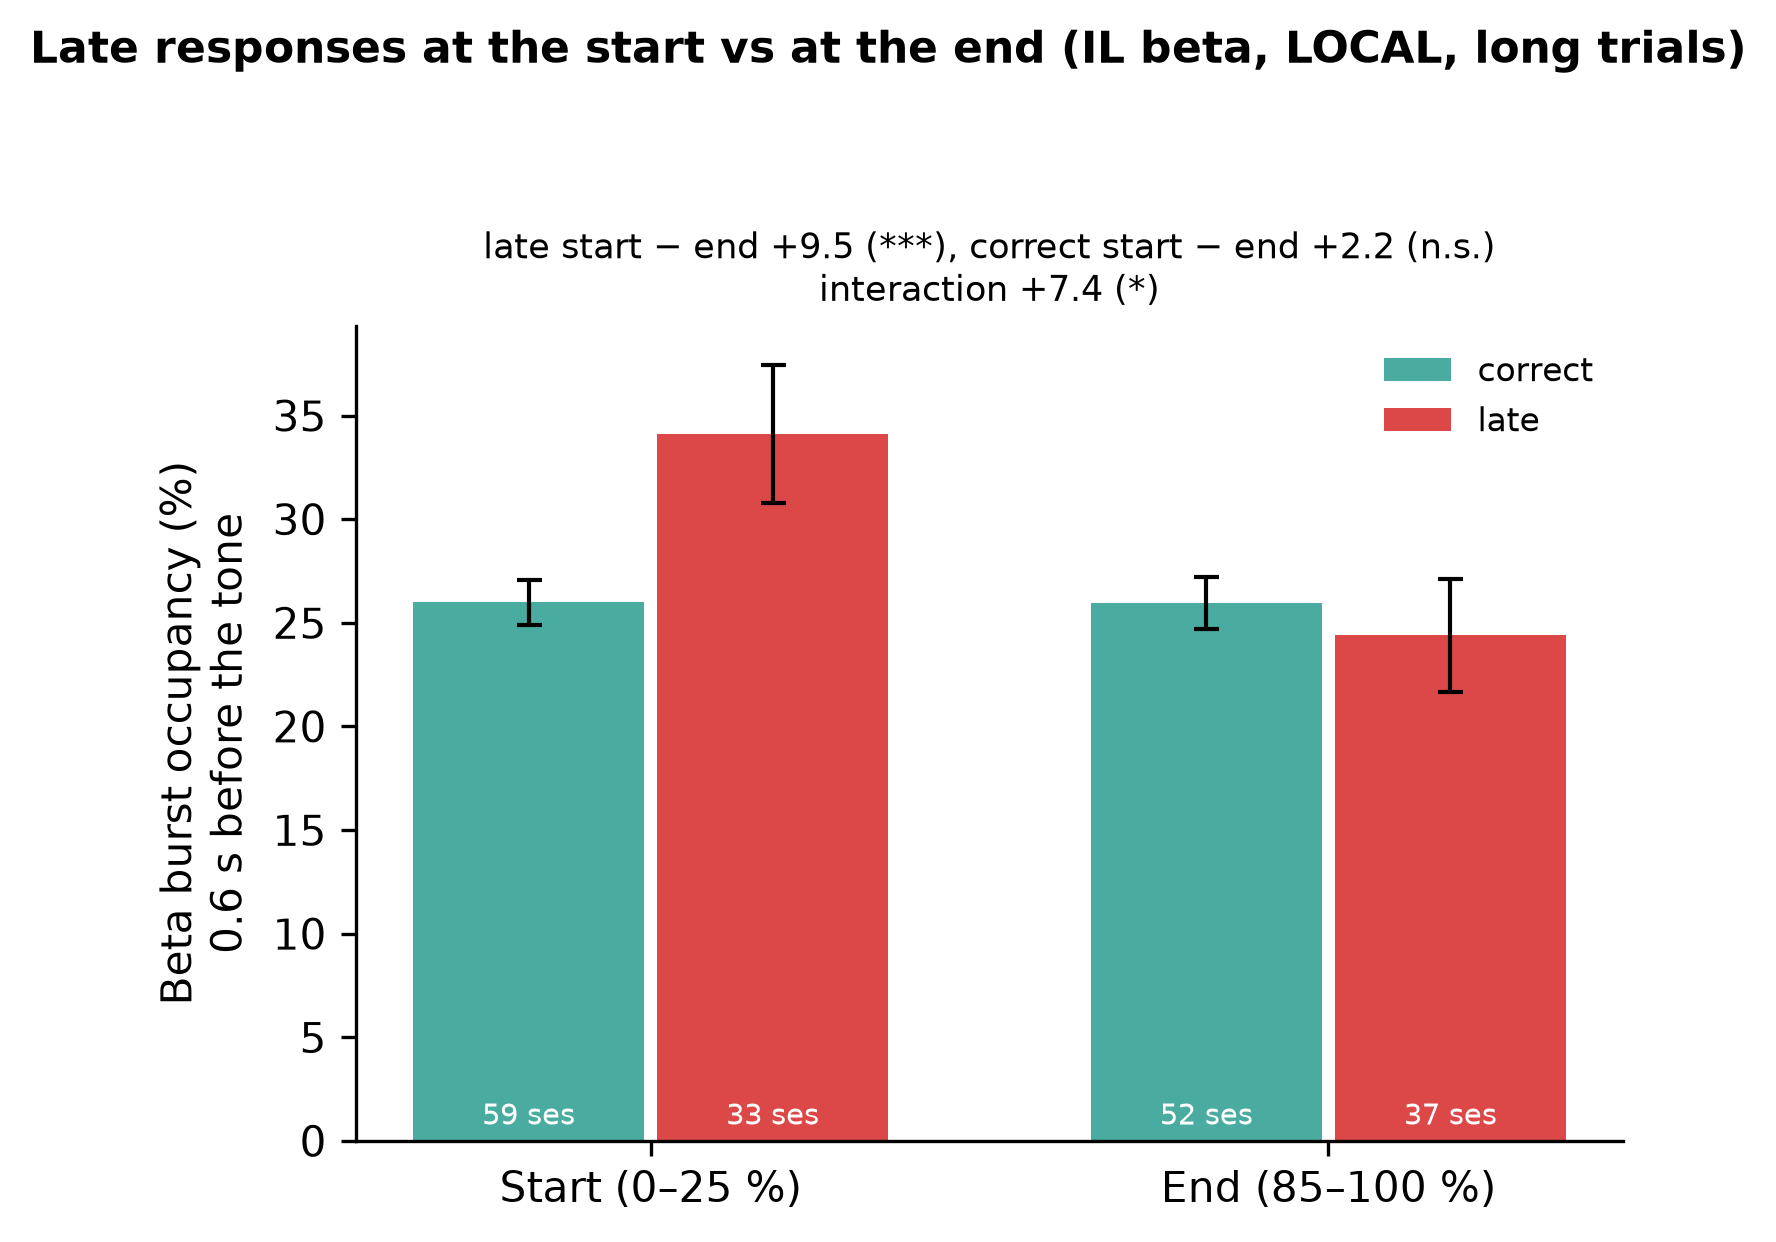 Late responses at the start vs at the end (IL beta, LOCAL, long trials)
late start − end +9.5 (***), correct start − end +2.2 (n.s.)
interaction +7.4 (*)
correct
late
Beta burst occupancy (%)
0.6 s before the tone
35
30
25
20
15
10
5
0
59 ses
33 ses
52 ses
37 ses
Start (0–25 %)
End (85–100 %)